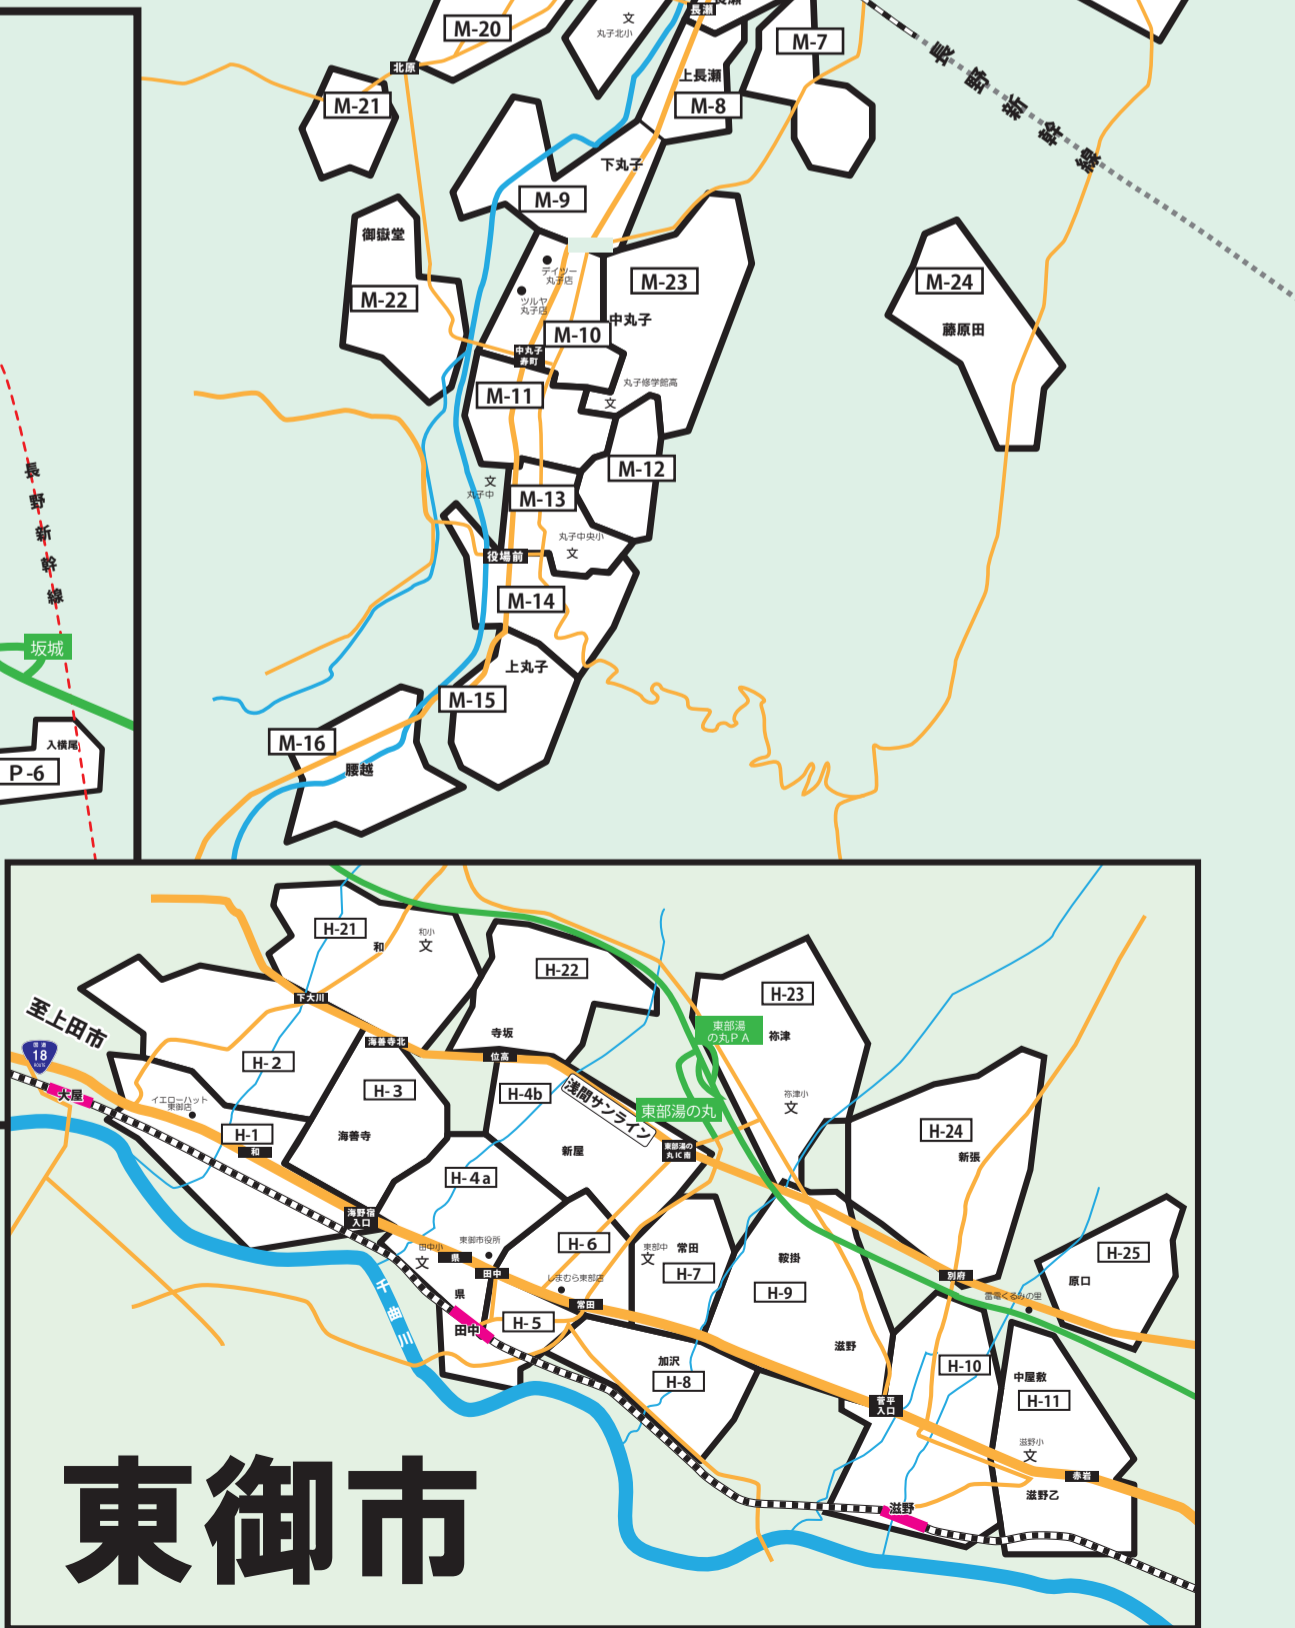 M-20
文
丸子北小
長瀬
長瀬
M-7
北原
M-21
上長瀬
M-8
長野新幹線
下丸子
M-9
御嶽堂
M-22
デイツー
丸子店
ツルヤ
丸子店
M-23
中丸子
M-10
中丸子
寿町
丸子修学館高
文
M-11
M-24
藤原田
M-12
文
丸子中
M-13
丸子中央小
文
役場前
M-14
上丸子
M-15
M-16
腰越
長野新幹線
坂城
入横尾
P-6
H-21
和
和小
文
H-22
H-23
下大川
至上田市
国道
18
ROUTE
大屋
海善寺北
寺坂
位高
東部湯
の丸PA
祢津
H-2
イエローハット
東御店
H-3
H-4b
浅間サンライン
東部湯の丸
祢津小
文
H-1
和
海善寺
新屋
東部湯の
丸IC南
H-24
新張
H-4a
海野宿
入口
田中小
文
東御市役所
県
田中
H-6
しまむら東部店
東部中
文
常田
H-7
鞍掛
H-9
別府
H-25
原口
雷電くるみの里
千曲川
県
田中
H-5
常田
加沢
H-8
滋野
H-10
中屋敷
H-11
菅平
入口
滋野小
文
赤岩
滋野乙
滋野
東御市